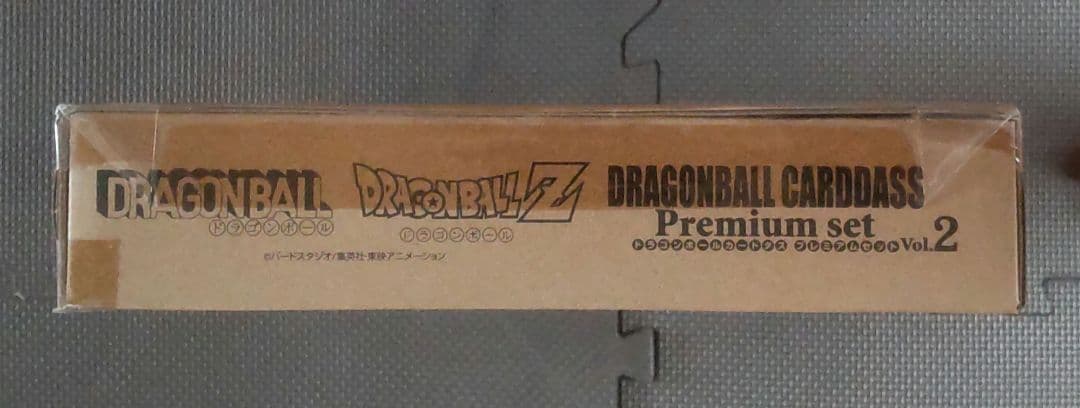 DRAGONBALL
ドラゴンボール
DRAGONBALL Z
ドラゴンボール
©バードスタジオ/集英社・東映アニメーション
DRAGONBALL CARDDASS
Premium set
ドラゴンボールカードダス プレミアムセット Vol.2